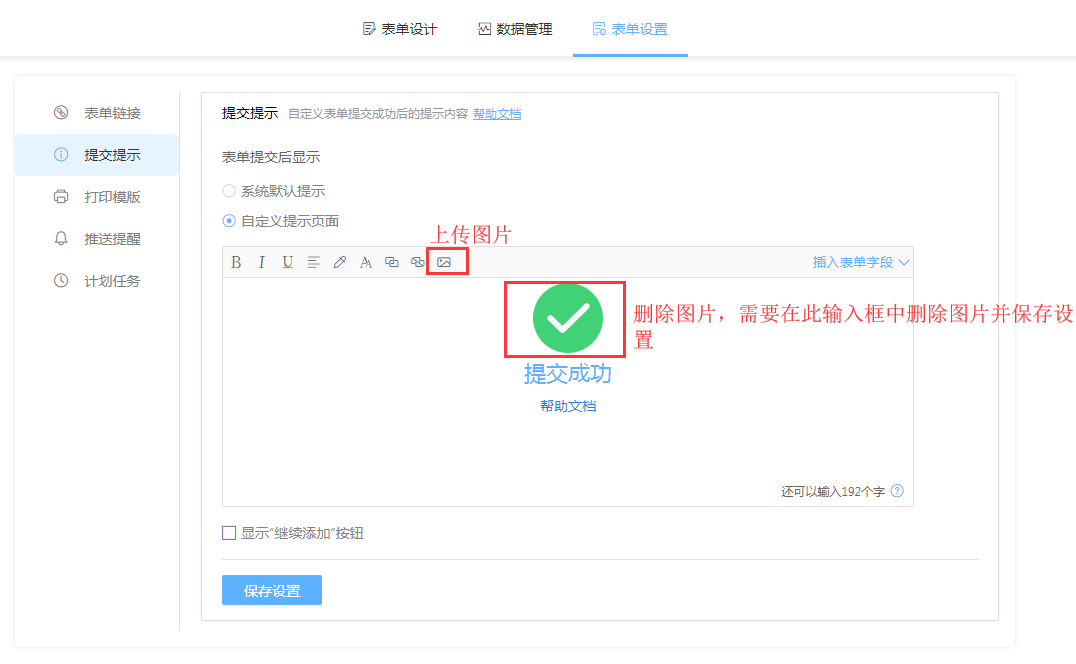 表单设计 数据管理 表单设置
表单链接
提交提示
打印模版
推送提醒
计划任务
提交提示 自定义表单提交成功后的提示内容 帮助文档
表单提交后显示
系统默认提示
自定义提示页面
上传图片
B I U A 插入表单字段
删除图片，需要在此输入框中删除图片并保存设
置
提交成功
帮助文档
还可以输入192个字 ?
显示“继续添加”按钮
保存设置